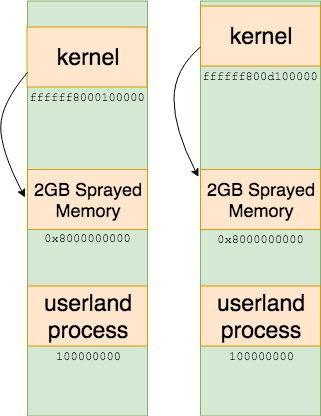 kernel
ffffff8000100000
2GB Sprayed
Memory
0x8000000000
userland
process
100000000
kernel
ffffff800d100000
2GB Sprayed
Memory
0x8000000000
userland
process
100000000